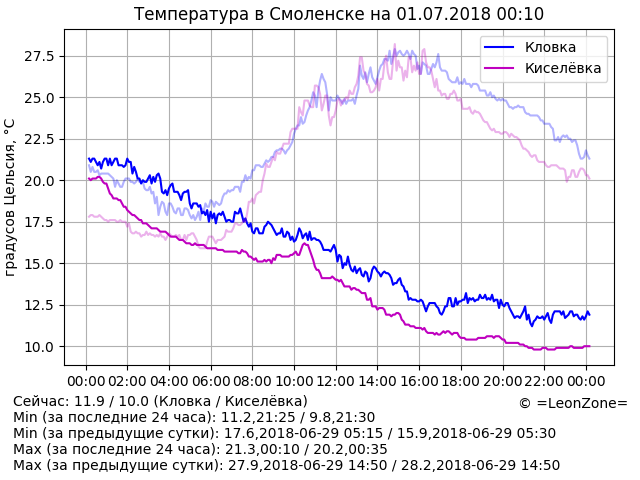 Температура в Смоленске на 01.07.2018 00:10
градусов Цельсия, °C
27.5
25.0
22.5
20.0
17.5
15.0
12.5
10.0
Кловка
Киселёвка
00:00 02:00 04:00 06:00 08:00 10:00 12:00 14:00 16:00 18:00 20:00 22:00 00:00
Сейчас: 11.9 / 10.0 (Кловка / Киселёвка)
© =LeonZone=
Min (за последние 24 часа): 11.2,21:25 / 9.8,21:30
Min (за предыдущие сутки): 17.6,2018-06-29 05:15 / 15.9,2018-06-29 05:30
Max (за последние 24 часа): 21.3,00:10 / 20.2,00:35
Max (за предыдущие сутки): 27.9,2018-06-29 14:50 / 28.2,2018-06-29 14:50